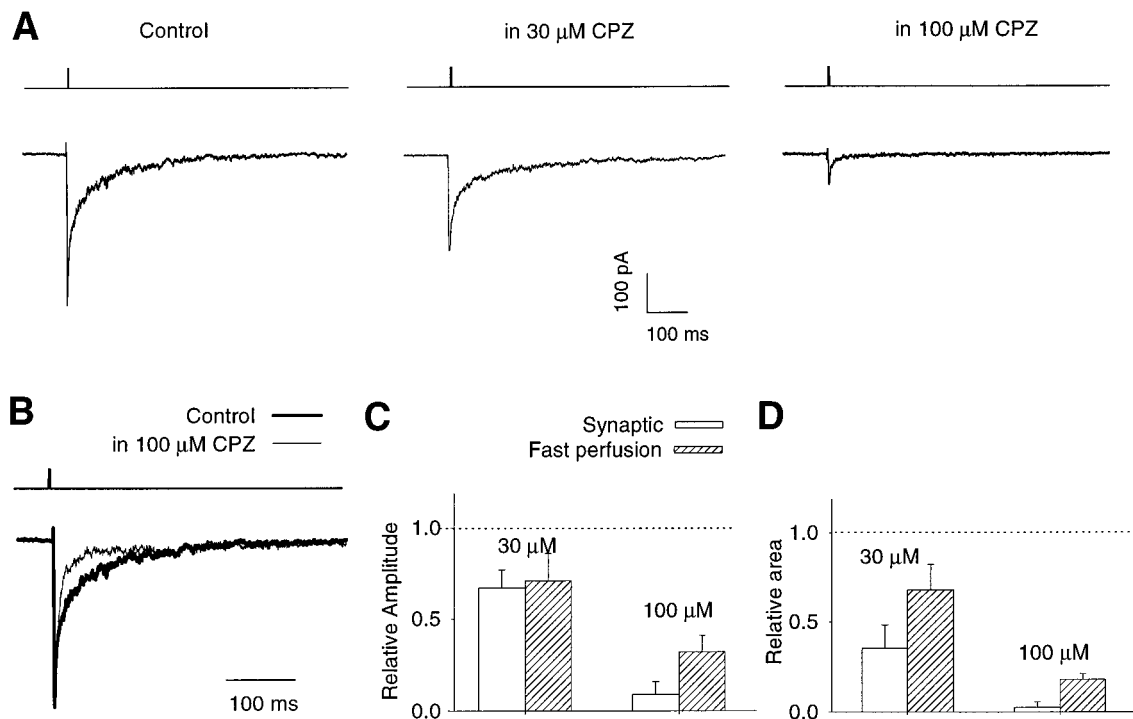 A
Control
in 30 μM CPZ
in 100 μM CPZ
100 pA
100 ms
B
Control
in 100 μM CPZ
100 ms
C
Synaptic
Fast perfusion
Relative Amplitude
1.0
0.5
0.0
30 μM
100 μM
D
Relative area
1.0
0.5
0.0
30 μM
100 μM